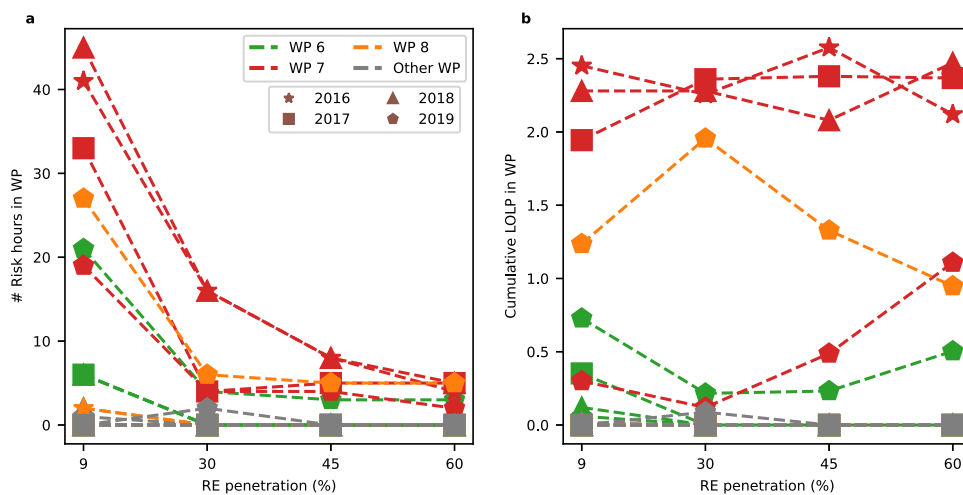 a
# Risk hours in WP
40
30
20
10
0
9 30 45 60
RE penetration (%)
WP 6 WP 8
WP 7 Other WP
2016 2018
2017 2019
b
Cumulative LOLP in WP
2.5
2.0
1.5
1.0
0.5
0.0
9 30 45 60
RE penetration (%)